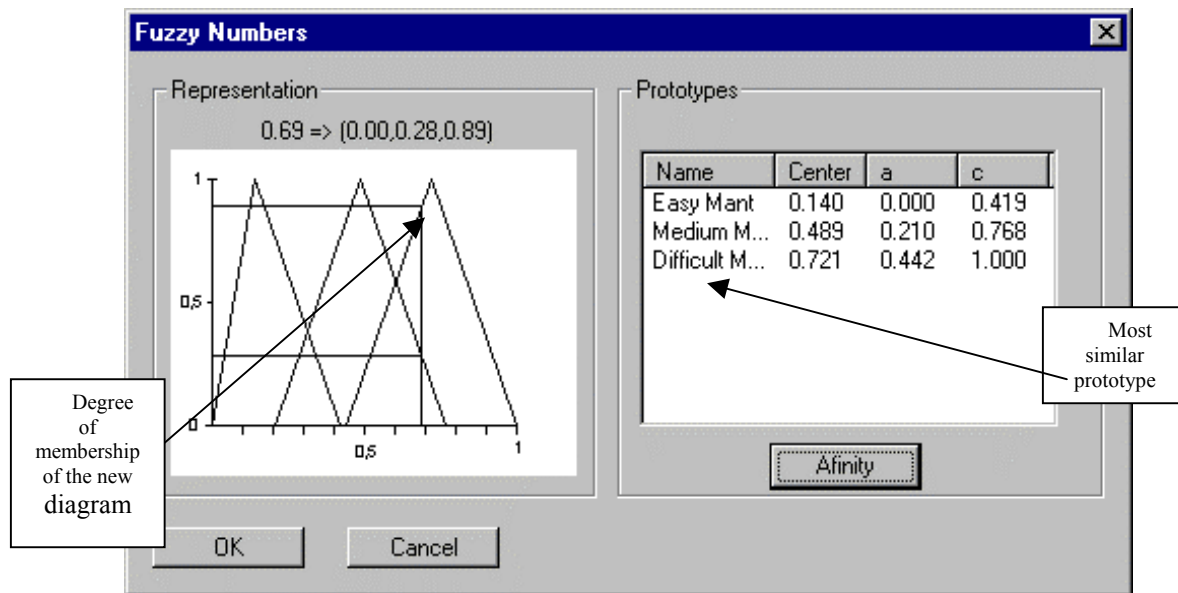 Fuzzy Numbers
Representation
0.69 => (0.00,0.28,0.89)
1
0,5
0
0,5
1
Prototypes
Name Center a c
Easy Mant 0.140 0.000 0.419
Medium M... 0.489 0.210 0.768
Difficult M... 0.721 0.442 1.000
Afinity
OK
Cancel
Degree
of
membership
of the new
diagram
Most
similar
prototype